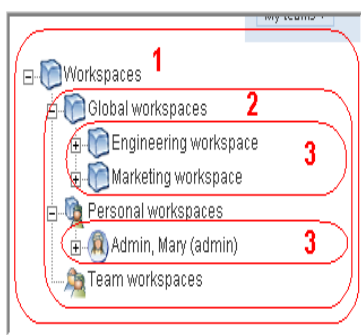 My teams
Workspaces 1
Global workspaces 2
Engineering workspace 3
Marketing workspace
Personal workspaces
Admin, Mary (admin) 3
Team workspaces